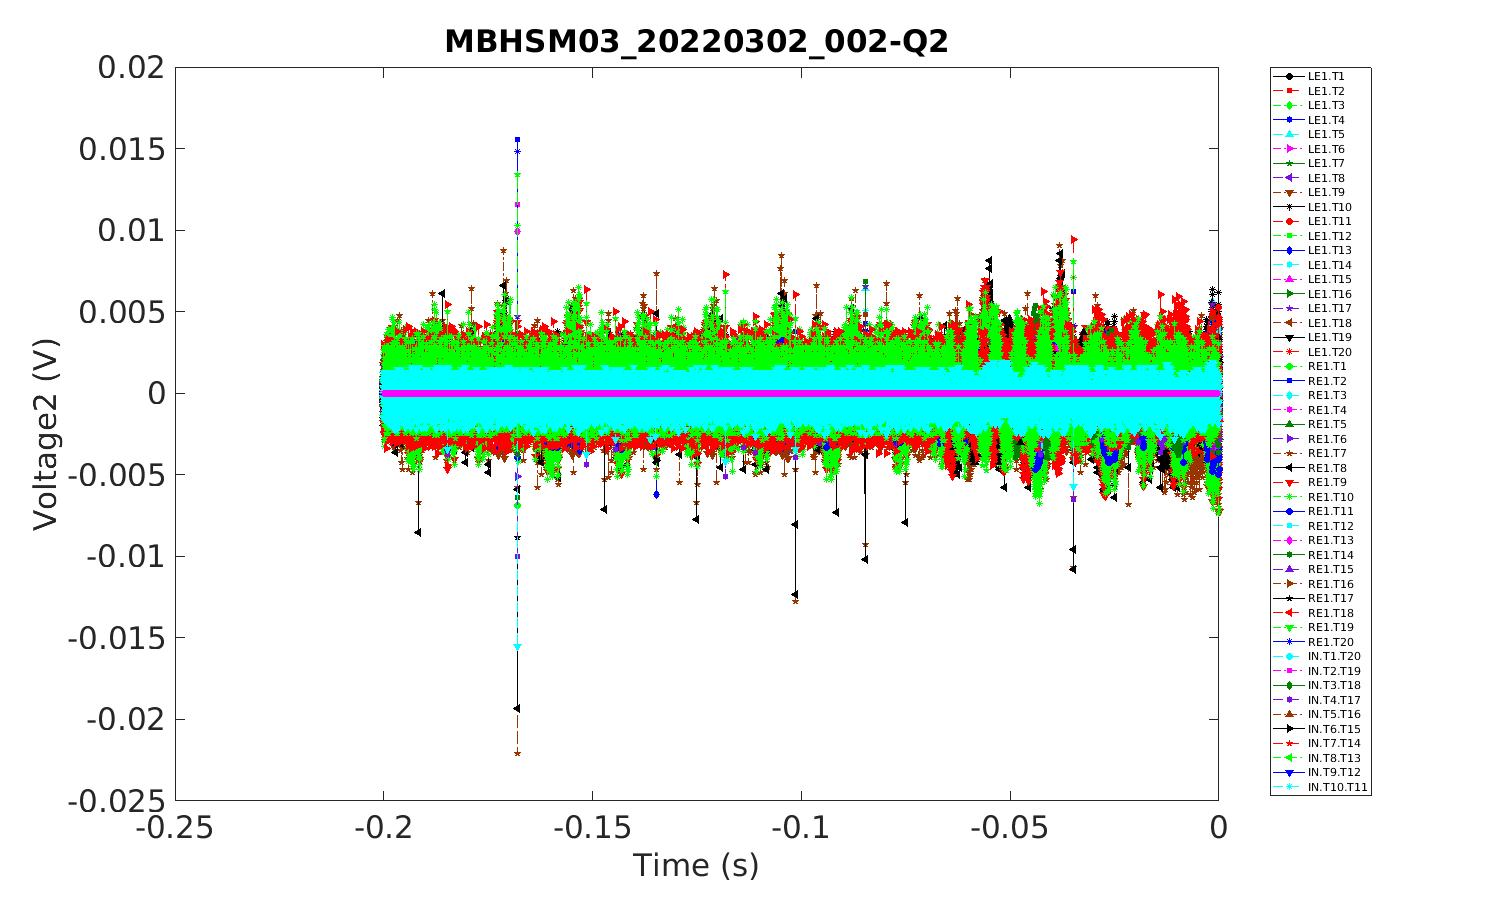 MBHSM03_20220302_002-Q2
0.02
0.015
0.01
0.005
0
-0.005
-0.01
-0.015
-0.02
-0.025
Voltage2 (V)
-0.25
-0.2
-0.15
-0.1
-0.05
0
Time (s)
LE1.T1
LE1.T2
LE1.T3
LE1.T4
LE1.T5
LE1.T6
LE1.T7
LE1.T8
LE1.T9
LE1.T10
LE1.T11
LE1.T12
LE1.T13
LE1.T14
LE1.T15
LE1.T16
LE1.T17
LE1.T18
LE1.T19
LE1.T20
RE1.T1
RE1.T2
RE1.T3
RE1.T4
RE1.T5
RE1.T6
RE1.T7
RE1.T8
RE1.T9
RE1.T10
RE1.T11
RE1.T12
RE1.T13
RE1.T14
RE1.T15
RE1.T16
RE1.T17
RE1.T18
RE1.T19
RE1.T20
IN.T1.T20
IN.T2.T19
IN.T3.T18
IN.T4.T17
IN.T5.T16
IN.T6.T15
IN.T7.T14
IN.T8.T13
IN.T9.T12
IN.T10.T11